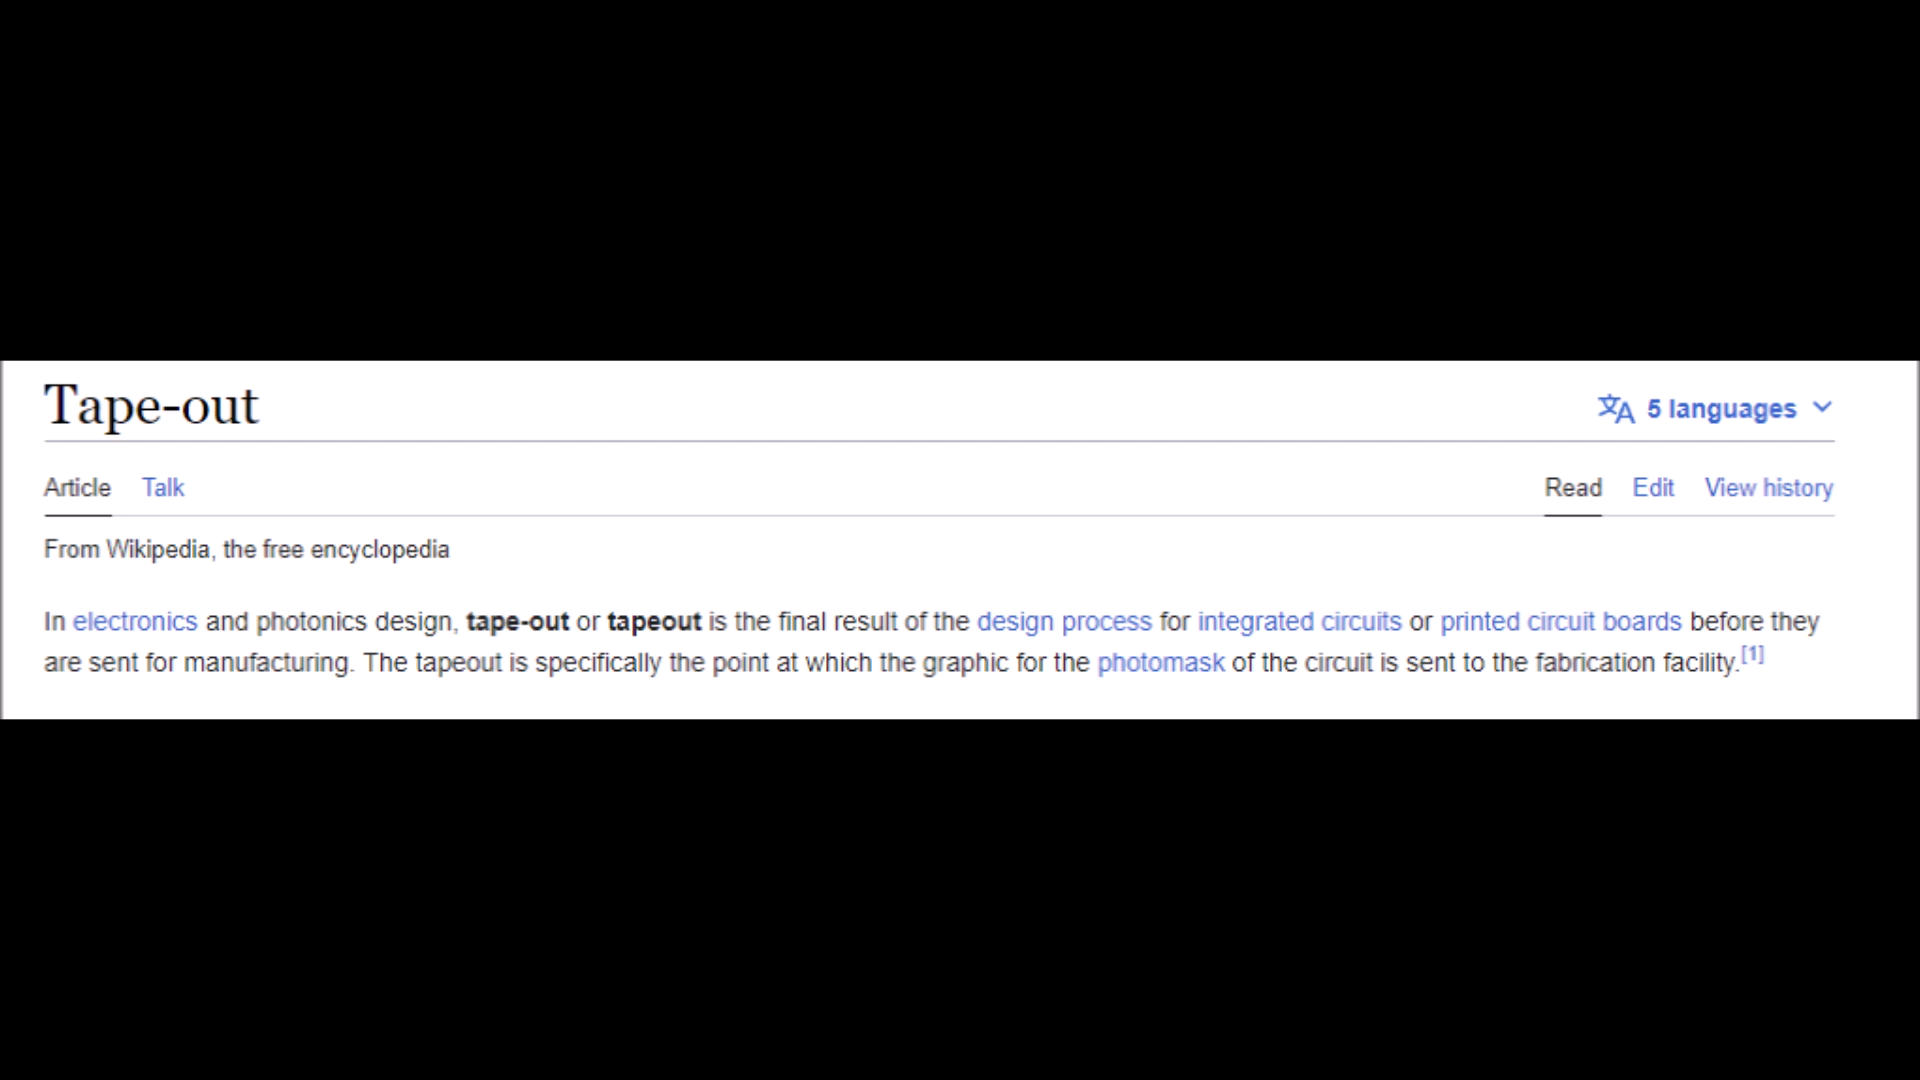 Tape-out
5 languages
Article Talk
Read Edit View history
From Wikipedia, the free encyclopedia
In electronics and photonics design, tape-out or tapeout is the final result of the design process for integrated circuits or printed circuit boards before they
are sent for manufacturing. The tapeout is specifically the point at which the graphic for the photomask of the circuit is sent to the fabrication facility.[1]